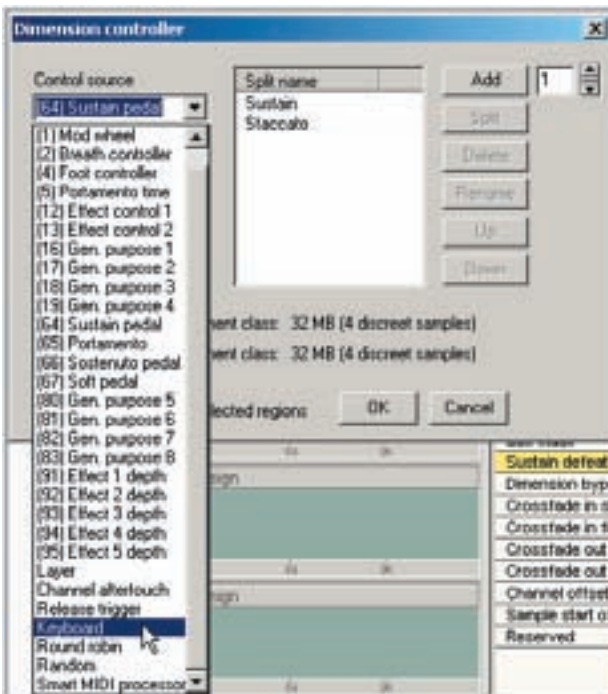 Dimension controller
Control source
(64) Sustain pedal
(1) Mod wheel
(2) Breath controller
(4) Foot controller
(5) Portamento time
(12) Effect control 1
(13) Effect control 2
(16) Gen. purpose 1
(17) Gen. purpose 2
(18) Gen. purpose 3
(19) Gen. purpose 4
(64) Sustain pedal
(65) Portamento
(66) Sostenuto pedal
(67) Soft pedal
(80) Gen. purpose 5
(81) Gen. purpose 6
(82) Gen. purpose 7
(83) Gen. purpose 8
(91) Effect 1 depth
(92) Effect 2 depth
(93) Effect 3 depth
(94) Effect 4 depth
(95) Effect 5 depth
Layer
Channel aftertouch
Release trigger
Keyboard
Round robin
Random
Smart MIDI processor
Split name
Sustain
Staccato
Add
1
Split
Delete
Rename
Up
Down
ment class: 32 MB (4 discreet samples)
ment class: 32 MB (4 discreet samples)
lected regions
OK
Cancel
sign
sign
Sustain defeat
Dimension byp
Crossfade in s
Crossfade in
Crossfade out
Crossfade out
Channel offset
Sample start o
Reserved